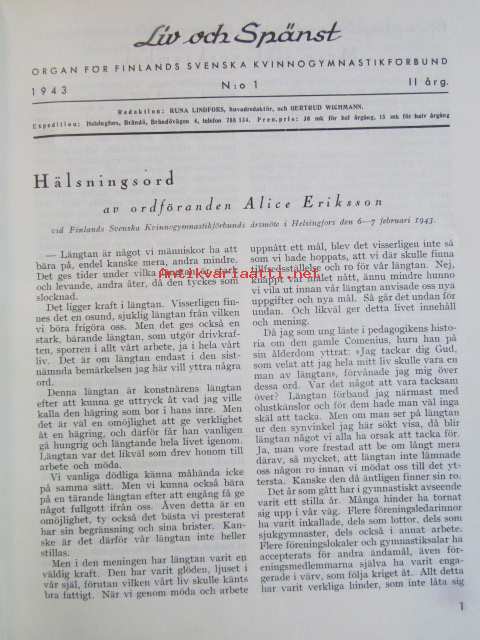 Liv och Spänst
ORGAN FÖR FINLANDS SVENSKA KVINNOGYMNASTIKFÖRBUND
1943 N:o 1 II årg.
Redaktion: RUNA LINDFORS, huvudredaktör, och GERTRUD WICHMANN.
Expedition: Helsingfors, Brändö, Brändövägen 4, telefon 788 134. Pren.pris: 30 mk för hel årgång, 15 mk för halv årgång
Hälsningsord
av ordföranden Alice Eriksson
vid Finlands Svenska Kvinnogymnastikförbunds årsmöte i Helsingfors den 6—7 februari 1943.
— Längtan är något vi människor ha att
bära på, endel kanske mera, andra mindre.
Det ges tider under vilka längtan är stark
och levande, andra åter, då den tyckes som
slocknad.
Det ligger kraft i längtan. Visserligen fin-
nes det en osund, sjuklig längtan från vilken
vi böra frigöra oss. Men det ges också en
stark, bärande längtan, som utgör drivkraf-
ten, sporren i allt vårt arbete, ja i hela vårt
liv. Det är om längtan endast i den sist-
nämnda bemärkelsen jag här vill yttra några
ord.
Denna längtan är konstnärens längtan
efter att kunna ge uttryck åt vad jag ville
kalla den hägring som bor i hans inre. Men
det är väl en omöjlighet att ge verklighet
åt en hägring, och därför får han vanligen
gå hungrig och längtande hela livet igenom.
Längtan var det likväl som drev honom till
arbete och möda.
Vi vanliga dödliga känna måhända icke
på samma sätt. Men vi kunna också bära
på en tärande längtan efter att engång få ge
något fullgott ifrån oss. Även detta är en
omöjlighet, ty också det bästa vi presterat
har sin begränsning och sina brister. Kan-
ske är det därför vår längtan inte heller
stillas.
Men i den meningen har längtan varit en
väldig kraft. Den har varit glöden, ljuset i
vår själ, förutan vilken vårt liv skulle känts
bra fattigt. När vi genom möda och arbete
uppnått ett mål, blev det visserligen inte så
som vi hade hoppats, att vi där skulle finna
tillfredsställelse och ro för vår längtan. Nej,
knappt var målet nått, ännu mindre hunno
vi vila ut innan vår längtan anvisade oss nya
uppgifter och nya mål. Så går det undan för
undan. Och likväl ger detta livet innehåll
och mening.
Då jag som ung läste i pedagogikens histo-
ria om den gamle Comenius, huru han på
sin ålderdom yttrat: »Jag tackar dig Gud,
som velat att jag hela mitt liv skulle vara en
man av längtan», förvånade jag mig över
dessa ord. Var det något att vara tacksam
över? Längtan förband jag närmast med
olustkänslor och för dem hade man väl inga
skäl att tacka. Men om man ser på längtan
ur den synvinkel jag här sökt visa, då blir
längtan något vi alla ha orsak att tacka för.
Ja, man vore frestad att be om långt mera
därav, så mycket, att längtan inte lämnade
oss någon ro innan vi mödat oss till det yt-
tersta. Kanske den då äntligen finner sin ro.
Det år som gått har i gymnastiskt avseende
varit ett stilla år. Många hinder ha tornat
sig upp i vår väg. Flere föreningsledarinnor
ha varit inkallade, dels som lottor, dels som
sjukgymnaster, dels också i annat arbete.
Flere föreningslokaler och gymnastiksalar ha
accepterats för andra ändamål, även för-
eningsmedlemmarna själva ha varit enga-
gerade i värv, som följa kriget åt. Allt detta
har varit verkliga hinder, som inte låta sig
1
antikvariaatti.net